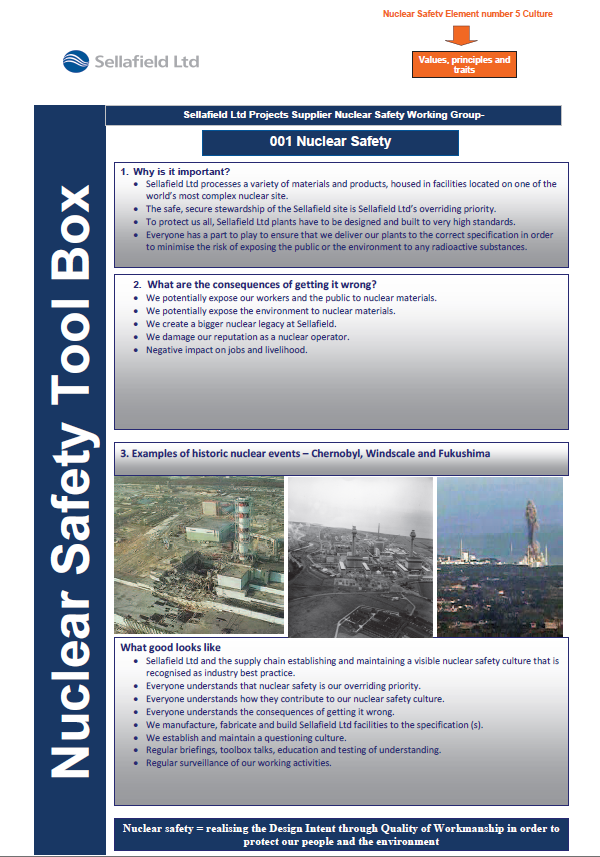 Nuclear Safety Element number 5 Culture
Sellafield Ltd
Values, principles and
traits
Nuclear Safety Tool Box
Sellafield Ltd Projects Supplier Nuclear Safety Working Group-
001 Nuclear Safety
1. Why is it important?
• Sellafield Ltd processes a variety of materials and products, housed in facilities located on one of the
world's most complex nuclear site.
• The safe, secure stewardship of the Sellafield site is Sellafield Ltd's overriding priority.
• To protect us all, Sellafield Ltd plants have to be designed and built to very high standards.
• Everyone has a part to play to ensure that we deliver our plants to the correct specification in order
to minimise the risk of exposing the public or the environment to any radioactive substances.
2. What are the consequences of getting it wrong?
• We potentially expose our workers and the public to nuclear materials.
• We potentially expose the environment to nuclear materials.
• We create a bigger nuclear legacy at Sellafield.
• We damage our reputation as a nuclear operator.
• Negative impact on jobs and livelihood.
3. Examples of historic nuclear events – Chernobyl, Windscale and Fukushima
What good looks like
• Sellafield Ltd and the supply chain establishing and maintaining a visible nuclear safety culture that is
recognised as industry best practice.
• Everyone understands that nuclear safety is our overriding priority.
• Everyone understands how they contribute to our nuclear safety culture.
• Everyone understands the consequences of getting it wrong.
• We manufacture, fabricate and build Sellafield Ltd facilities to the specification (s).
• We establish and maintain a questioning culture.
• Regular briefings, toolbox talks, education and testing of understanding.
• Regular surveillance of our working activities.
Nuclear safety = realising the Design Intent through Quality of Workmanship in order to
protect our people and the environment